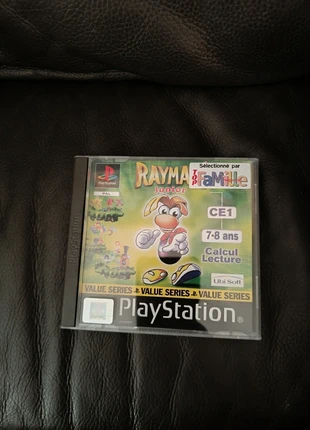 RAYMA
Junior
Sélectionné par
TOP
FaMille
PlayStation
CE1
7-8 ans
Calcul
Lecture
Ubi Soft
VALUE SERIES VALUE SERIES VALUE SERIES
PlayStation